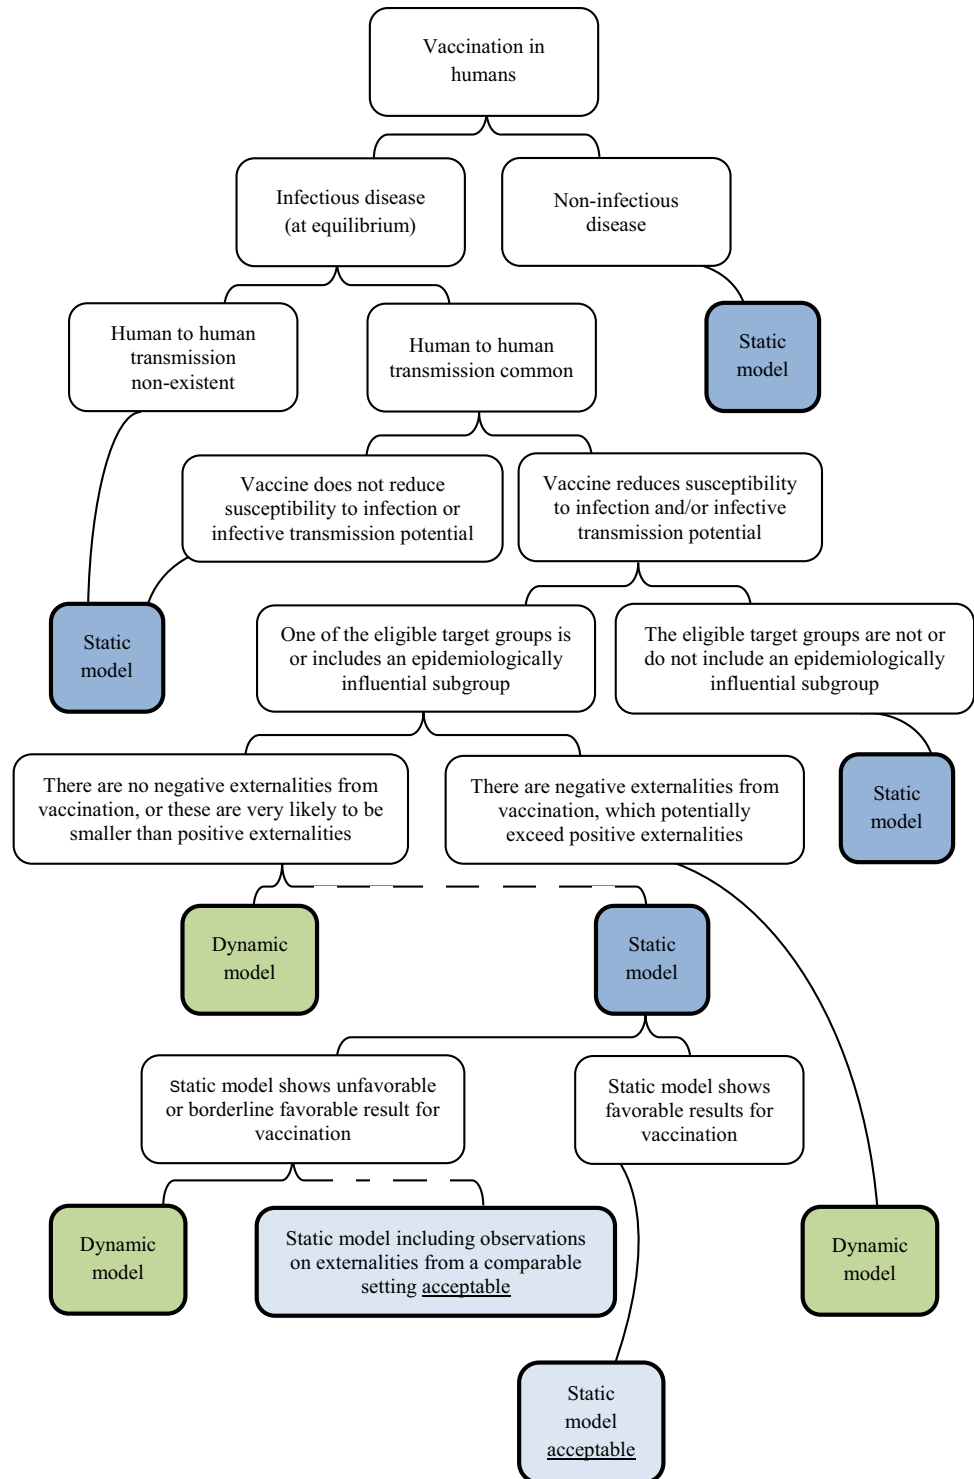 Vaccination in
humans
Infectious disease
(at equilibrium)
Non-infectious
disease
Human to human
transmission
non-existent
Human to human
transmission common
Static
model
Vaccine does not reduce
susceptibility to infection or
infective transmission potential
Vaccine reduces susceptibility
to infection and/or infective
transmission potential
Static
model
One of the eligible target groups is
or includes an epidemiologically
influential subgroup
The eligible target groups are not or
do not include an epidemiologically
influential subgroup
There are no negative externalities from
vaccination, or these are very likely to be
smaller than positive externalities
There are negative externalities from
vaccination, which potentially
exceed positive externalities
Static
model
Dynamic
model
Static
model
Static model shows unfavorable
or borderline favorable result for
vaccination
Static model shows
favorable results for
vaccination
Dynamic
model
Static model including observations
on externalities from a comparable
setting acceptable
Dynamic
model
Static
model
acceptable